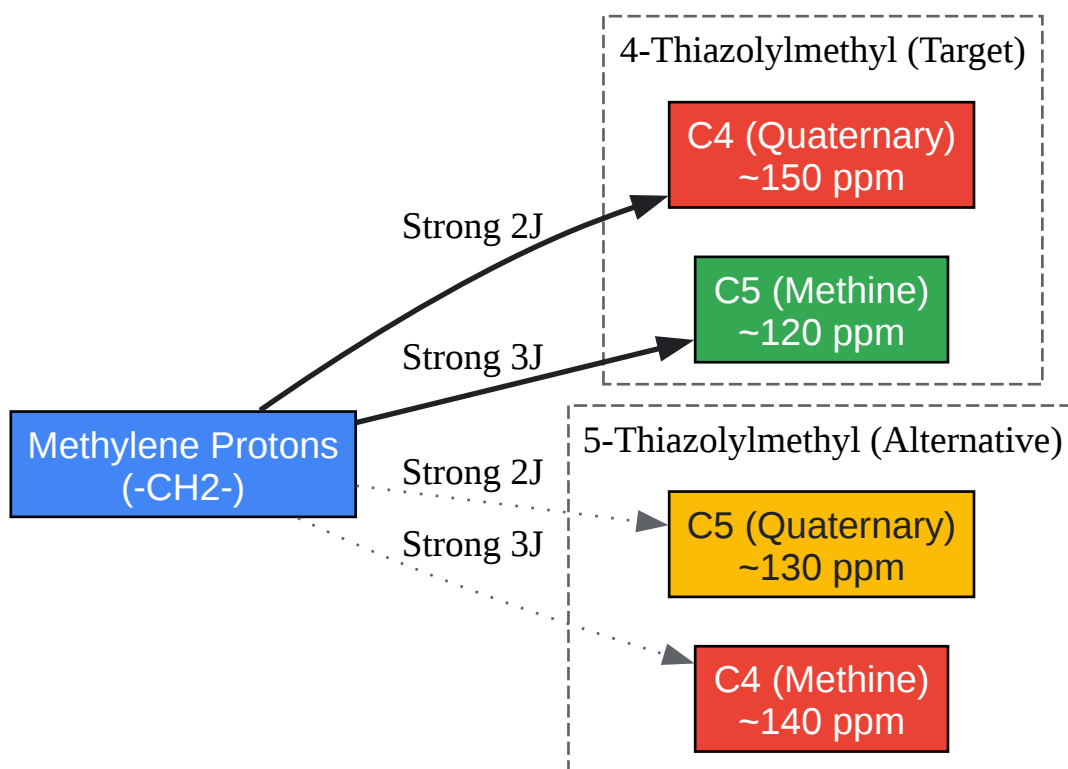 4-Thiazolylmethyl (Target)
C4 (Quaternary)
~150 ppm
Strong 2J
C5 (Methine)
~120 ppm
Strong 3J
Methylene Protons
(-CH2-)
5-Thiazolylmethyl (Alternative)
Strong 2J
C5 (Quaternary)
~130 ppm
Strong 3J
C4 (Methine)
~140 ppm